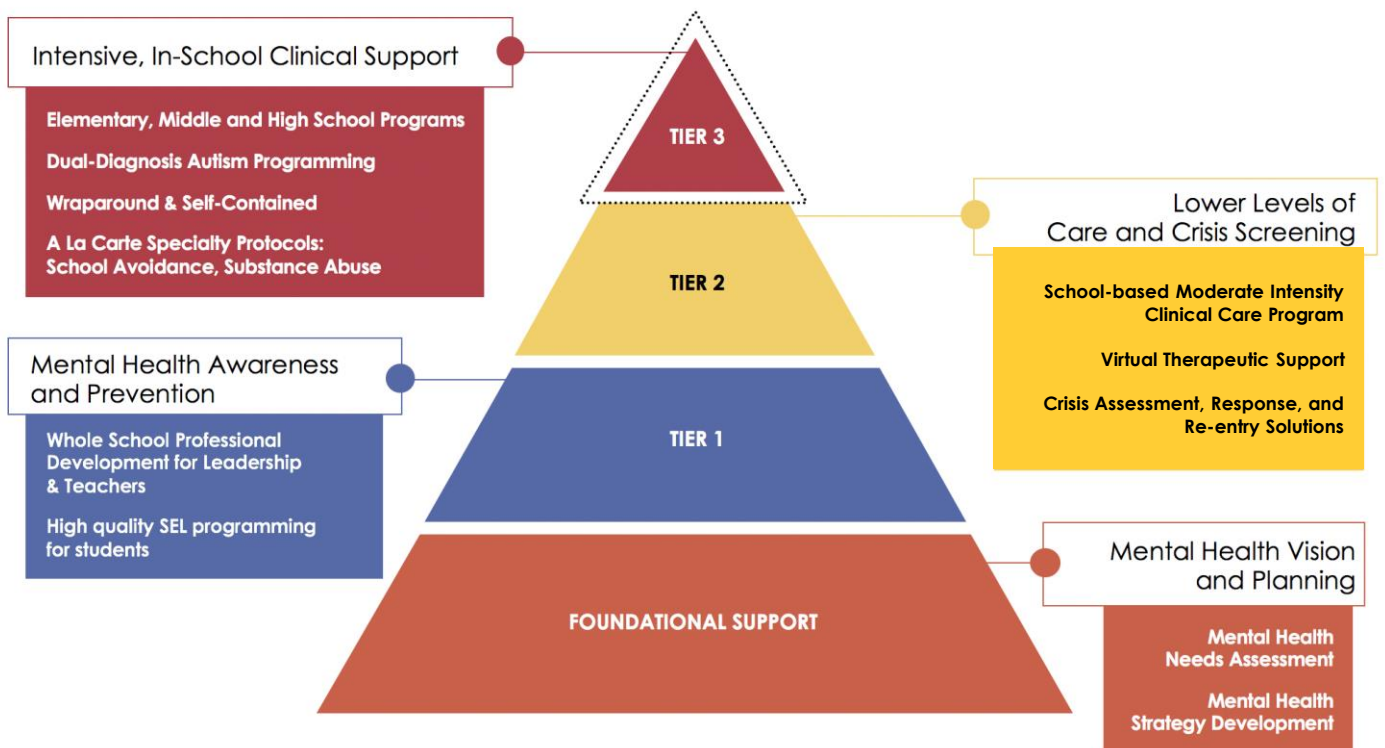 Intensive, In-School Clinical Support
Elementary, Middle and High School Programs
Dual-Diagnosis Autism Programming
Wraparound & Self-Contained
A La Carte Specialty Protocols:
School Avoidance, Substance Abuse
TIER 3
Lower Levels of
Care and Crisis Screening
School-based Moderate Intensity
Clinical Care Program
Virtual Therapeutic Support
Crisis Assessment, Response, and
Re-entry Solutions
TIER 2
Mental Health Awareness
and Prevention
Whole School Professional
Development for Leadership
& Teachers
High quality SEL programming
for students
TIER 1
Mental Health Vision
and Planning
Mental Health
Needs Assessment
Mental Health
Strategy Development
FOUNDATIONAL SUPPORT